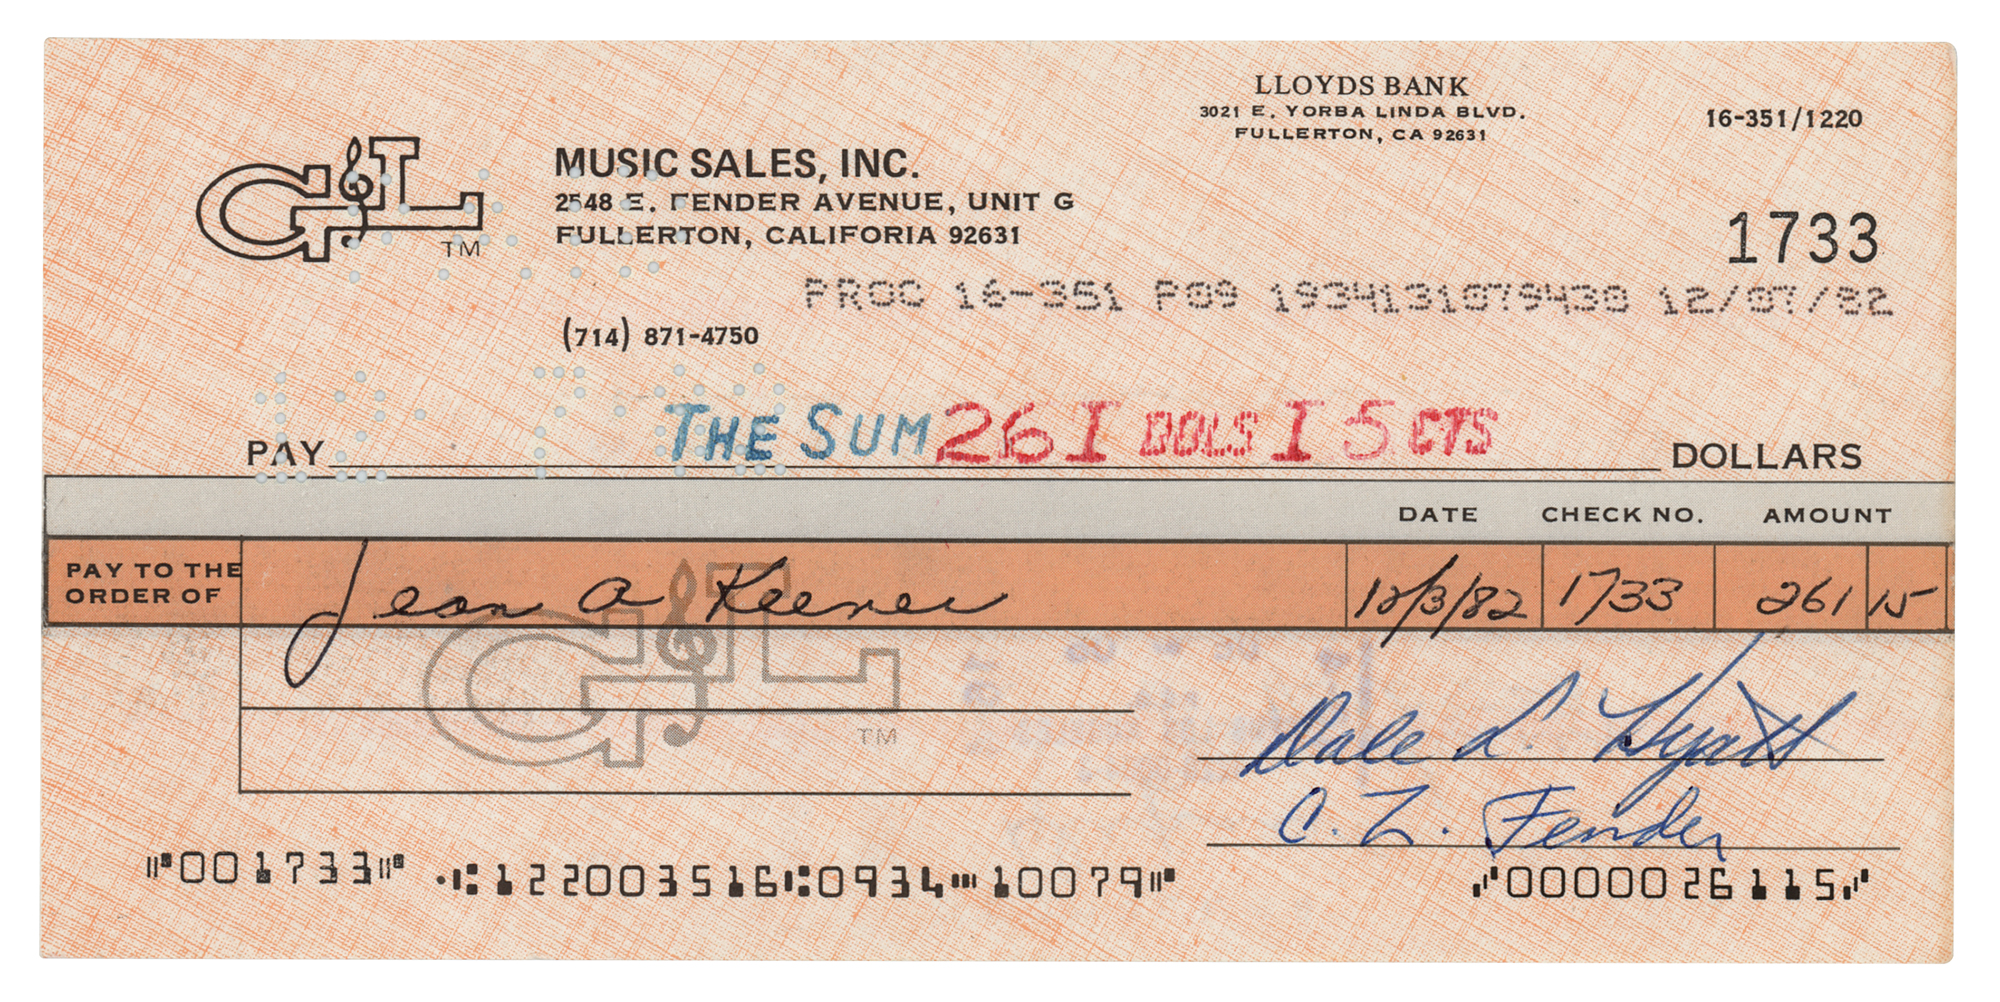 LLOYDS BANK
3021 E. YORBA LINDA BLVD.
FULLERTON, CA 92631
16-351/1220
G&L
TM
MUSIC SALES, INC.
2548 E. FENDER AVENUE, UNIT G
FULLERTON, CALIFORIA 92631
1733
PROC 16-351 P09 1934131079430 12/07/82
(714) 871-4750
PAY THE SUM 261 DOLS 15 CTS DOLLARS
DATE CHECK NO. AMOUNT
PAY TO THE
ORDER OF
Jean A Keener 12/3/82 1733 261 15
G&L
TM
Dale L. Hyatt
C. L. Fender
⑈001733⑈ ⑆122003516⑆0934⑉10079⑈ ⑇0000026115⑇